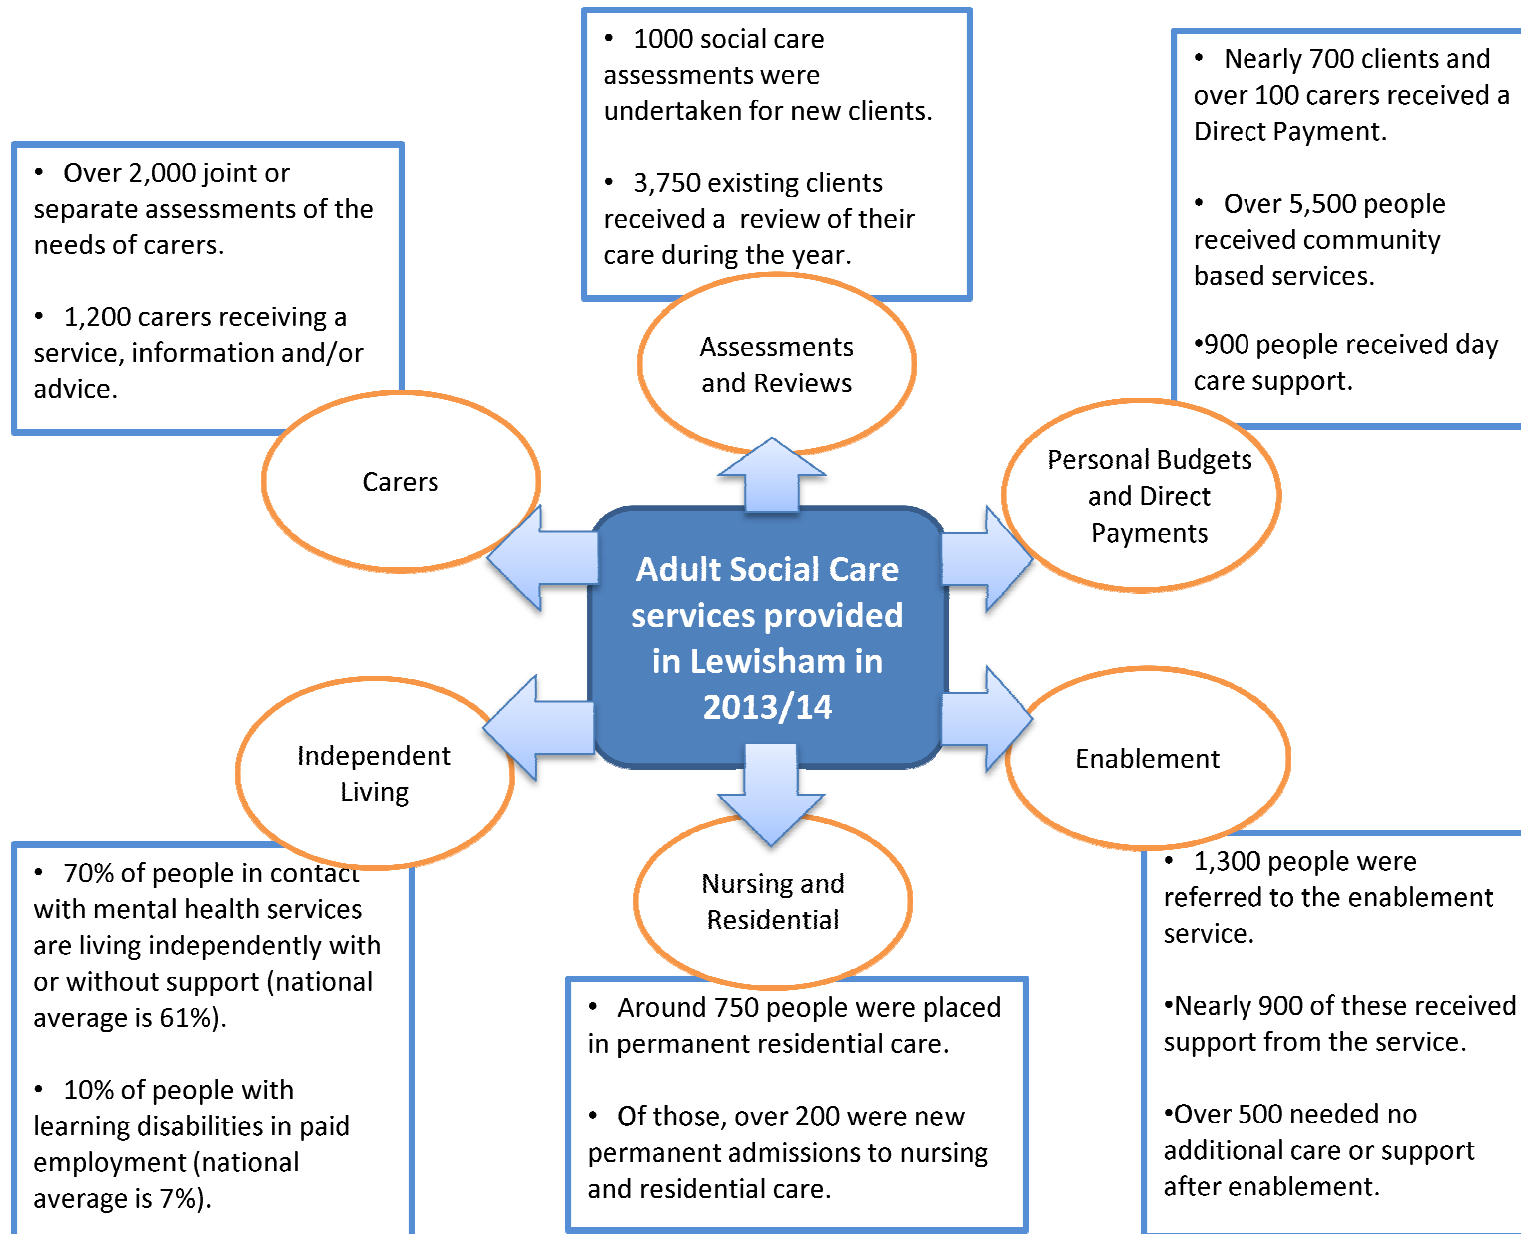 • 1000 social care
assessments were
undertaken for new clients.
• 3,750 existing clients
received a review of their
care during the year.
• Nearly 700 clients and
over 100 carers received a
Direct Payment.
• Over 5,500 people
received community
based services.
•900 people received day
care support.
• Over 2,000 joint or
separate assessments of the
needs of carers.
• 1,200 carers receiving a
service, information and/or
advice.
Assessments
and Reviews
Carers
Personal Budgets
and Direct
Payments
Adult Social Care
services provided
in Lewisham in
2013/14
Independent
Living
Enablement
Nursing and
Residential
• 70% of people in contact
with mental health services
are living independently with
or without support (national
average is 61%).
• 10% of people with
learning disabilities in paid
employment (national
average is 7%).
• Around 750 people were placed
in permanent residential care.
• Of those, over 200 were new
permanent admissions to nursing
and residential care.
• 1,300 people were
referred to the enablement
service.
•Nearly 900 of these received
support from the service.
•Over 500 needed no
additional care or support
after enablement.